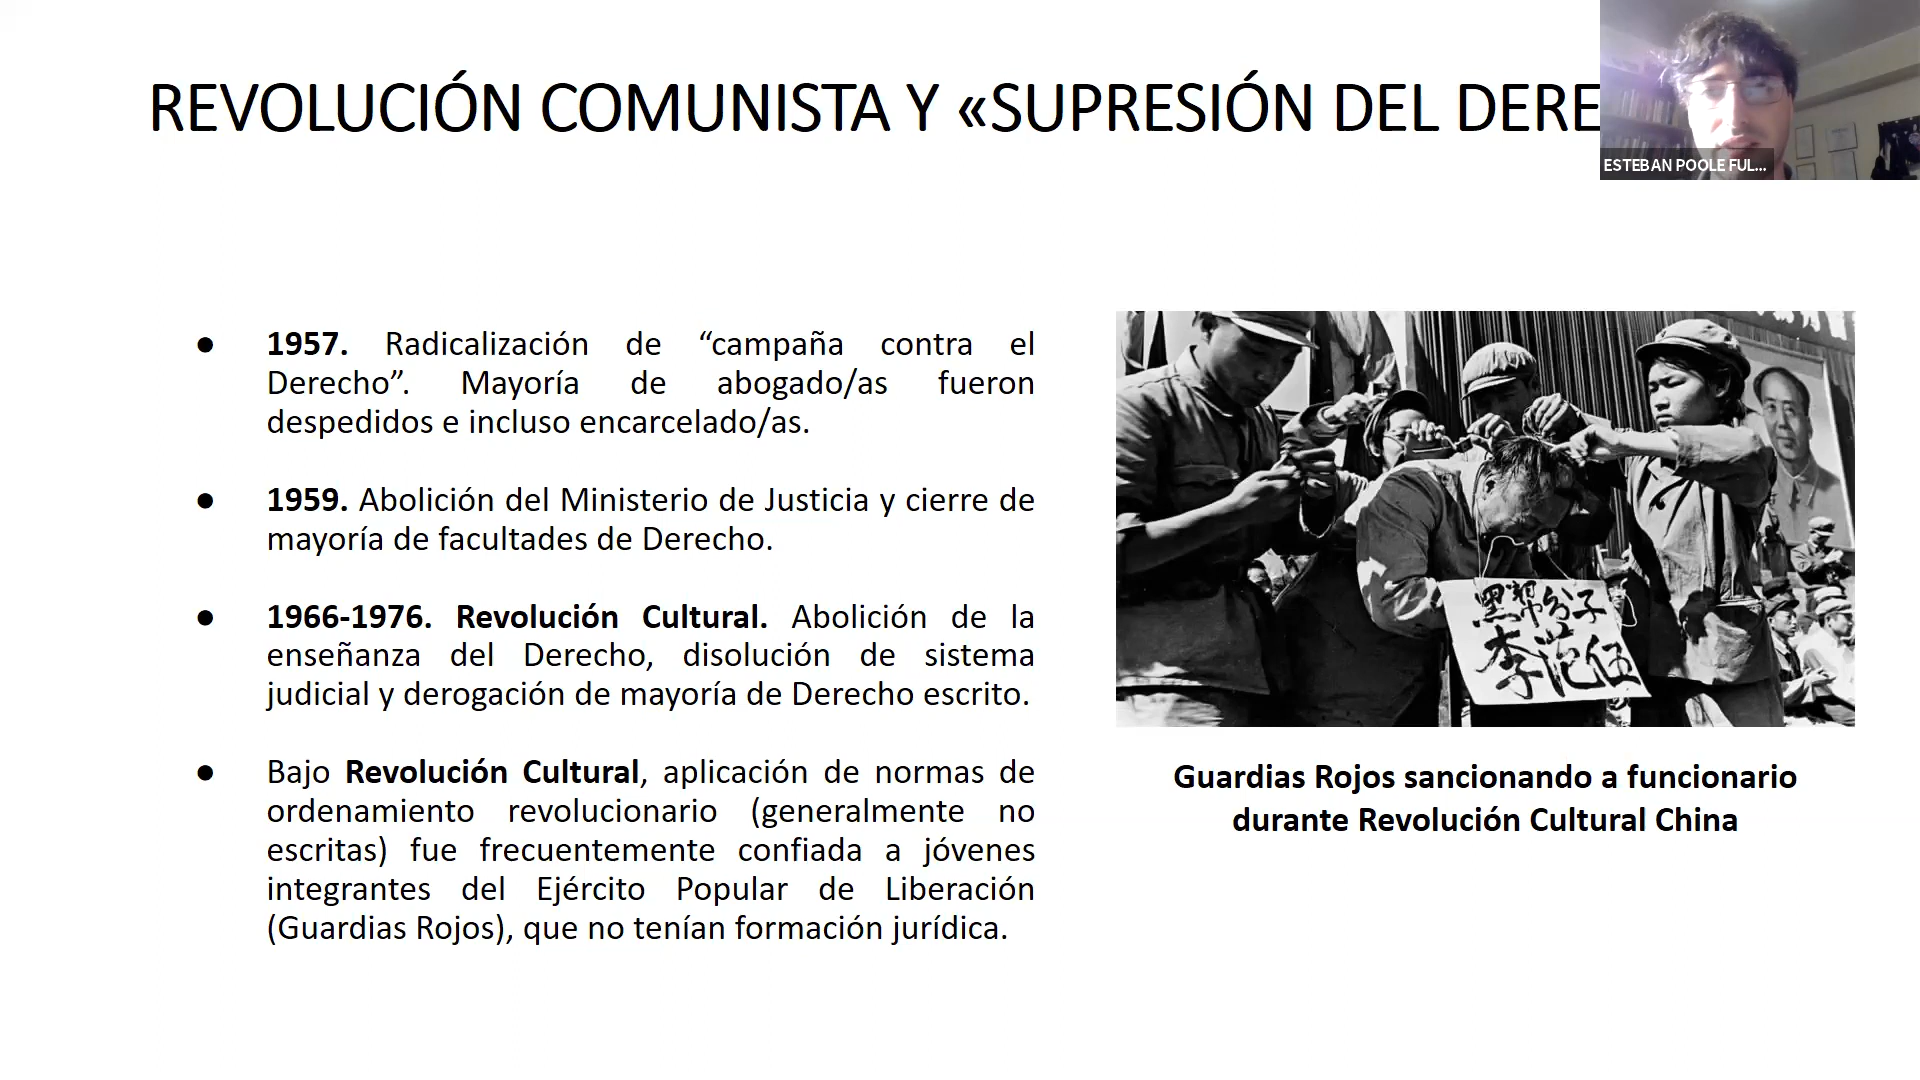 REVOLUCIÓN COMUNISTA Y «SUPRESIÓN DEL DERE
ESTEBAN POOLE FUL...
● 1957. Radicalización de “campaña contra el
Derecho”. Mayoría de abogado/as fueron
despedidos e incluso encarcelado/as.
● 1959. Abolición del Ministerio de Justicia y cierre de
mayoría de facultades de Derecho.
● 1966-1976. Revolución Cultural. Abolición de la
enseñanza del Derecho, disolución de sistema
judicial y derogación de mayoría de Derecho escrito.
● Bajo Revolución Cultural, aplicación de normas de
ordenamiento revolucionario (generalmente no
escritas) fue frecuentemente confiada a jóvenes
integrantes del Ejército Popular de Liberación
(Guardias Rojos), que no tenían formación jurídica.
黑帮分子
李范伍
Guardias Rojos sancionando a funcionario
durante Revolución Cultural China